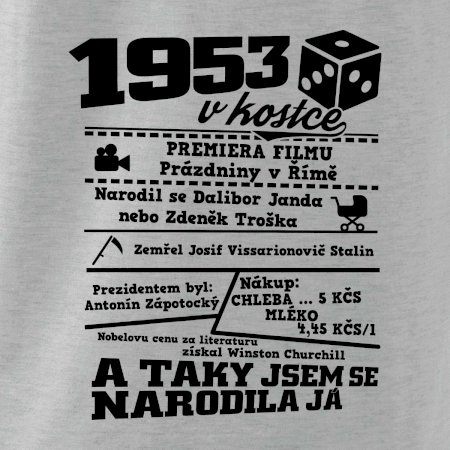 1953
v kostce
PREMIERA FILMU
Prázdniny v Římě
Narodil se Dalibor Janda
nebo Zdeněk Troška
Zemřel Josif Vissarionovič Stalin
Prezidentem byl:
Antonín Zápotocký
Nákup:
CHLEBA ... 5 KČS
MLÉKO
4,45 KČS/l
Nobelovu cenu za literaturu
získal Winston Churchill
A TAKY JSEM SE
NARODILA JÁ